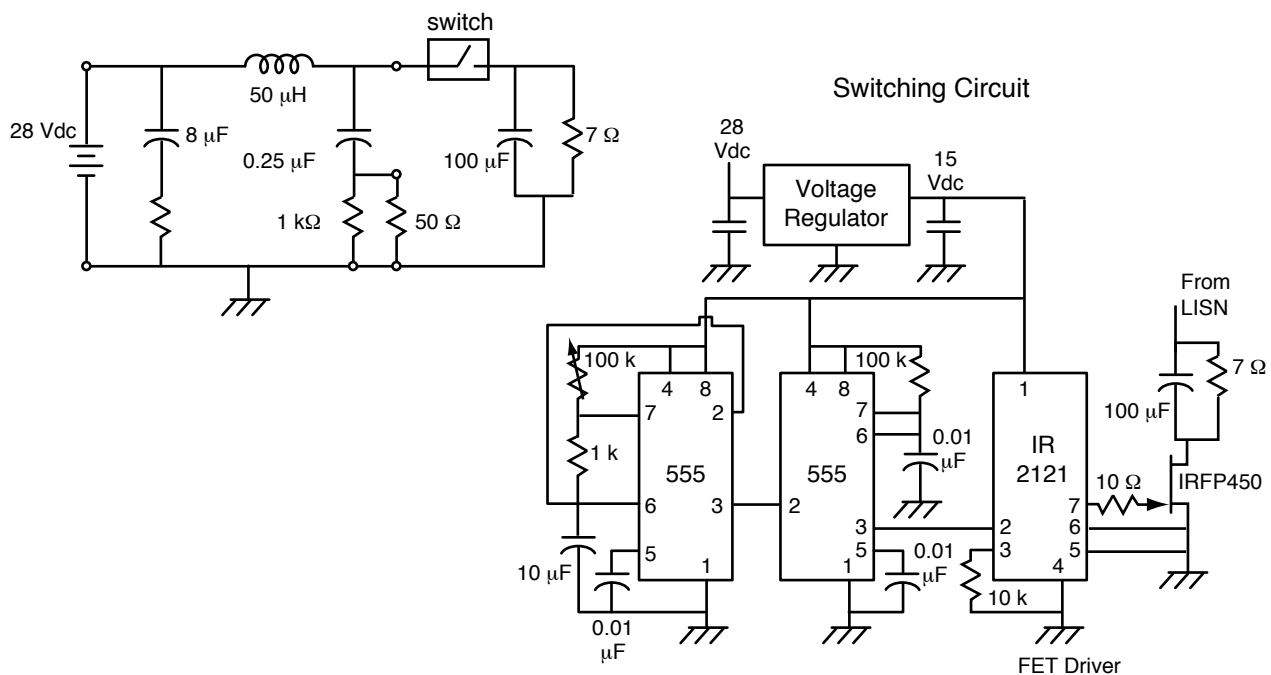 switch
50 μH
28 Vdc
8 μF
0.25 μF
100 μF
7 Ω
1 kΩ
50 Ω
Switching Circuit
28
Vdc
Voltage
Regulator
15
Vdc
From
LISN
100 k
4
8
7
2
1 k
555
6
3
5
1
10 μF
0.01
μF
100 k
4
8
7
6
0.01
μF
555
2
3
5
1
0.01
μF
1
IR
2121
7
2
6
3
5
4
10 k
10 Ω
IRFP450
100 μF
7 Ω
FET Driver